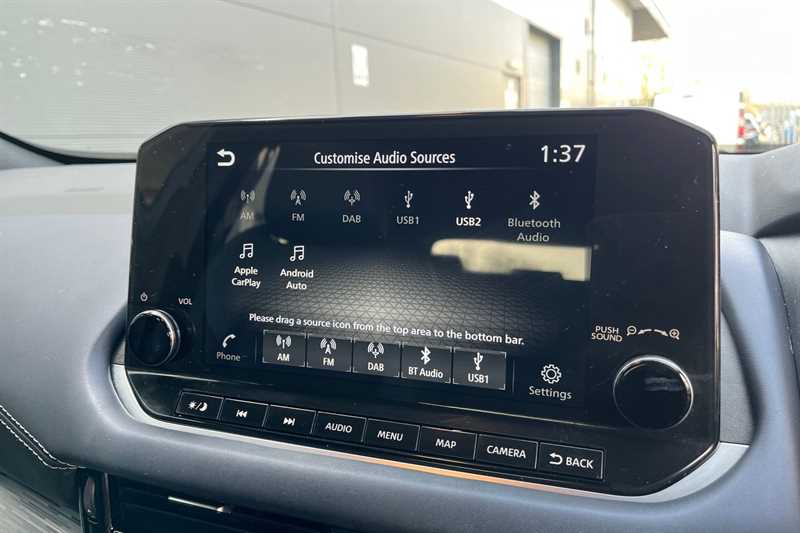 Customise Audio Sources
1:37
AM
FM
DAB
USB1
USB2
Bluetooth
Audio
Apple
CarPlay
Android
Auto
VOL
PUSH
SOUND
Please drag a source icon from the top area to the bottom bar.
Phone
AM
FM
DAB
BT Audio
USB1
Settings
AUDIO
MENU
MAP
CAMERA
BACK